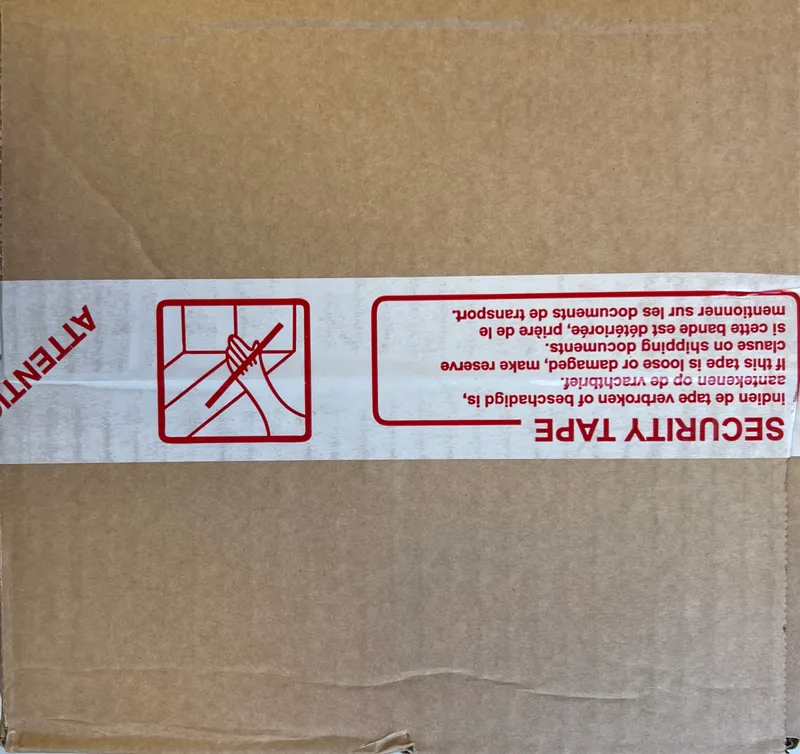 SECURITY TAPE
indien de tape verbroken of beschadigd is,
aantekenen op de vrachtbrief.
If this tape is loose or damaged, make reserve
clause on shipping documents.
si cette bande est détériorée, prière de le
mentionner sur les documents de transport.
ATTENTI